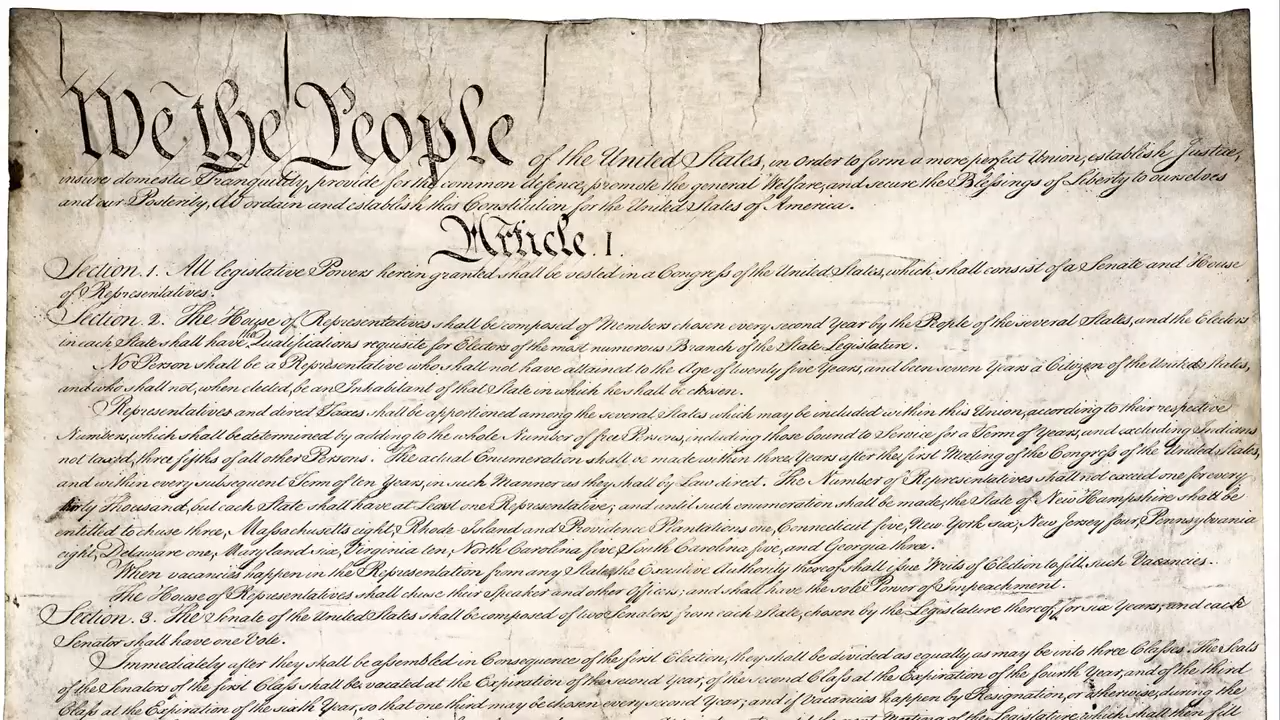 We the People of the United States, in Order to form a more perfect Union, establish Justice,
insure domestic Tranquility, provide for the common defence, promote the general Welfare, and secure the Blessings of Liberty to ourselves
and our Posterity, do ordain and establish this Constitution for the United States of America.
Article. I.
Section. 1. All legislative Powers herein granted shall be vested in a Congress of the United States, which shall consist of a Senate and House
of Representatives.
Section. 2. The House of Representatives shall be composed of Members chosen every second Year by the People of the several States, and the Electors
in each State shall have the Qualifications requisite for Electors of the most numerous Branch of the State Legislature.
No Person shall be a Representative who shall not have attained to the Age of twenty five Years, and been seven Years a Citizen of the United States,
and who shall not, when elected, be an Inhabitant of that State in which he shall be chosen.
Representatives and direct Taxes shall be apportioned among the several States which may be included within this Union, according to their respective
Numbers, which shall be determined by adding to the whole Number of free Persons, including those bound to Service for a Term of Years, and excluding Indians
not taxed, three fifths of all other Persons. The actual Enumeration shall be made within three Years after the first Meeting of the Congress of the United States,
and within every subsequent Term of ten Years, in such Manner as they shall by Law direct. The Number of Representatives shall not exceed one for every
thirty Thousand, but each State shall have at Least one Representative; and until such enumeration shall be made, the State of New Hampshire shall be
entitled to chuse three, Massachusetts eight, Rhode Island and Providence Plantations one, Connecticut five, New York six, New Jersey four, Pennsylvania
eight, Delaware one, Maryland six, Virginia ten, North Carolina five, South Carolina five, and Georgia three.
When vacancies happen in the Representation from any State, the Executive Authority thereof shall issue Writs of Election to fill such Vacancies.
The House of Representatives shall chuse their Speaker and other Officers; and shall have the sole Power of Impeachment.
Section. 3. The Senate of the United States shall be composed of two Senators from each State, chosen by the Legislature thereof, for six Years; and each
Senator shall have one Vote.
Immediately after they shall be assembled in Consequence of the first Election, they shall be divided as equally as may be into three Classes. The Seats
of the Senators of the first Class shall be vacated at the Expiration of the second Year, of the second Class at the Expiration of the fourth Year, and of the third
Class at the Expiration of the sixth Year, so that one third may be chosen every second Year; and if Vacancies happen by Resignation, or otherwise, during the
Meeting of the Legislature, which shall then fill